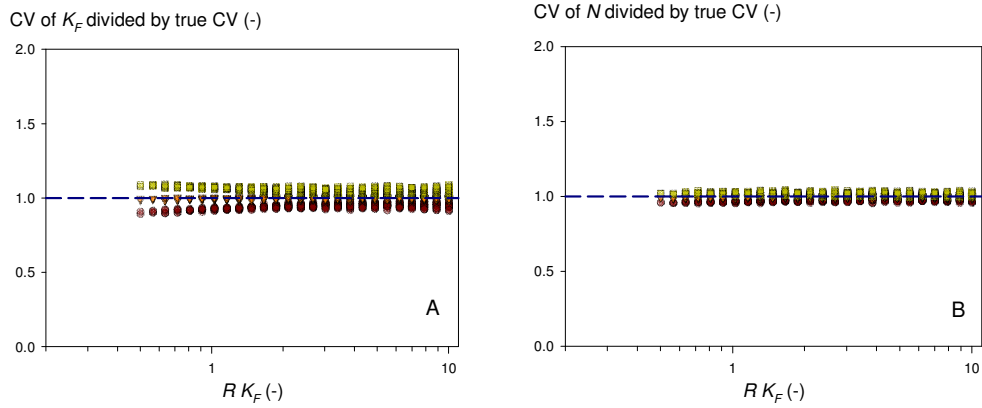 CV of K_F divided by true CV (-)
2.0
1.5
1.0
0.5
0.0
A
1 10
R K_F (-)
CV of N divided by true CV (-)
2.0
1.5
1.0
0.5
0.0
B
1 10
R K_F (-)